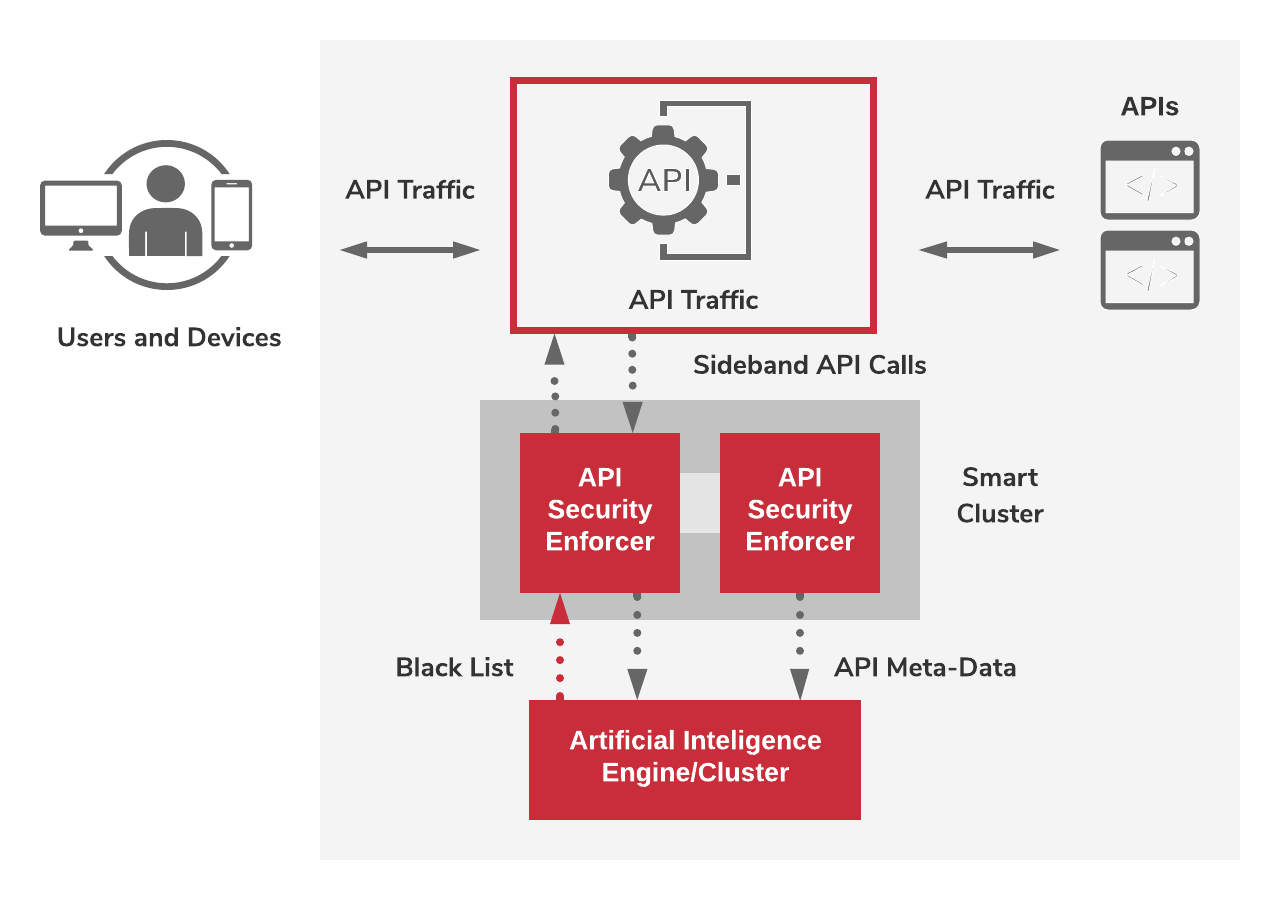 APIs
API Traffic
API
API Traffic
</>
</>
API Traffic
Users and Devices
Sideband API Calls
API
Security
Enforcer
API
Security
Enforcer
Smart
Cluster
Black List
API Meta-Data
Artificial Inteligence
Engine/Cluster